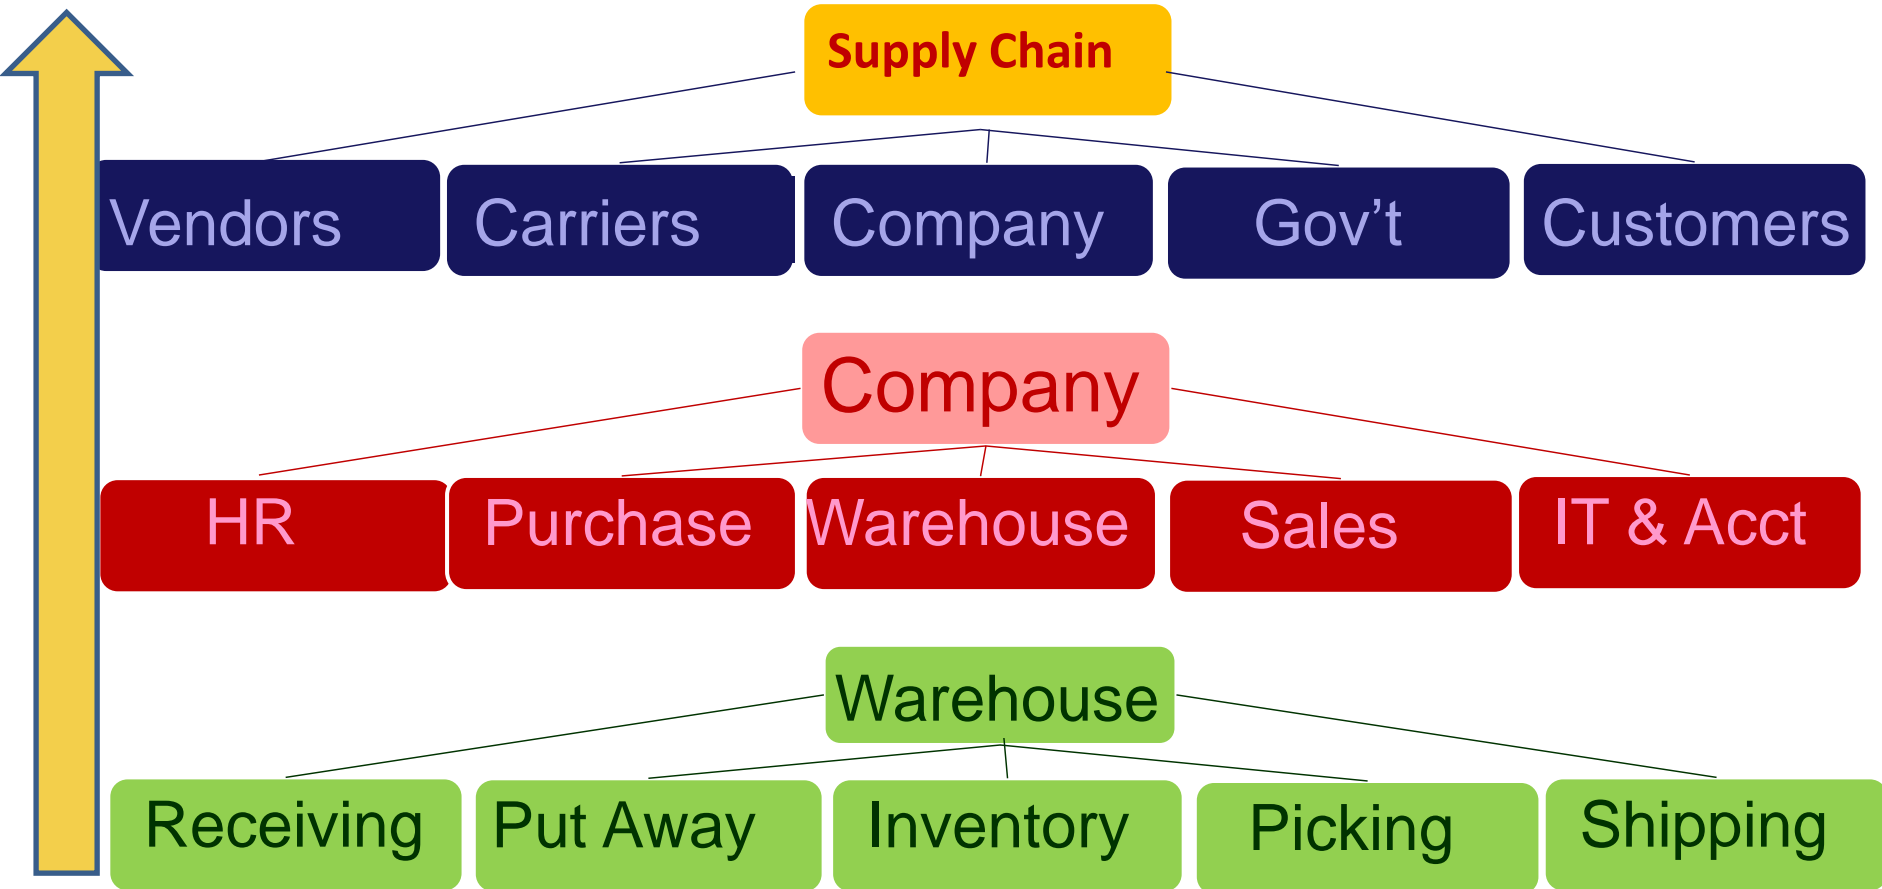 Supply Chain
Vendors
Carriers
Company
Gov’t
Customers
Company
HR
Purchase
Warehouse
Sales
IT & Acct
Warehouse
Receiving
Put Away
Inventory
Picking
Shipping